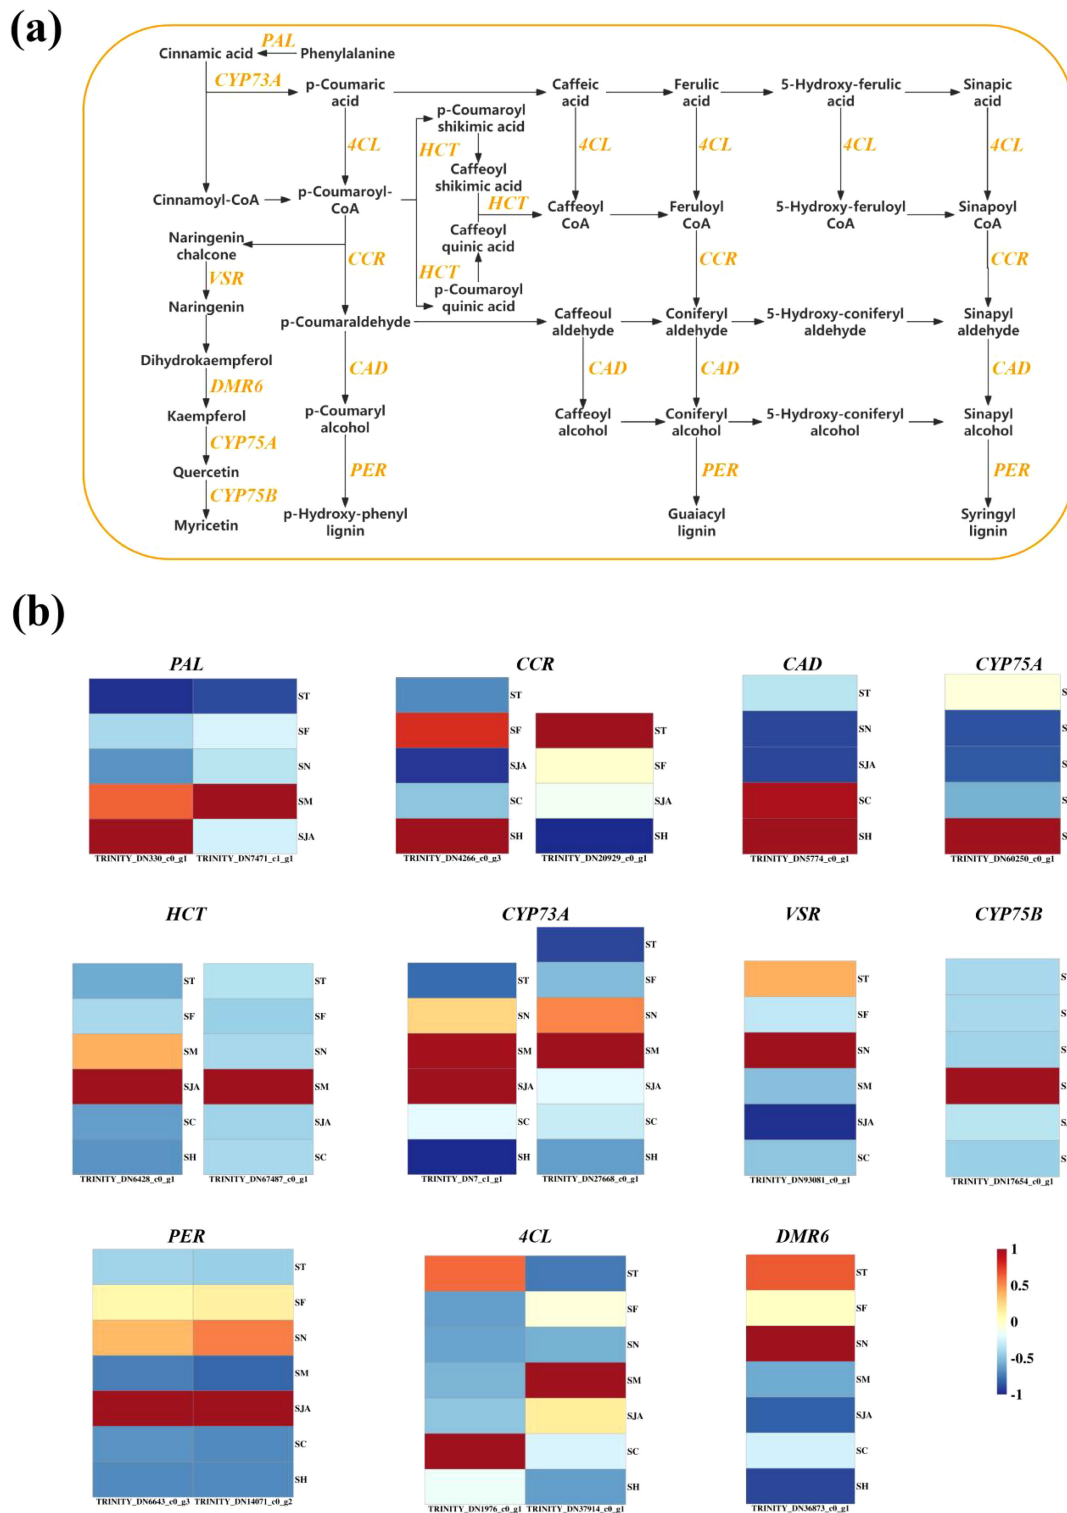 (a)
PAL
Cinnamic acid Phenylalanine
CYP73A
p-Coumaric acid
Caffeic acid
Ferulic acid
5-Hydroxy-ferulic acid
Sinapic acid
p-Coumaroyl shikimic acid
4CL
HCT
4CL
4CL
4CL
4CL
Caffeoyl shikimic acid
Cinnamoyl-CoA
p-Coumaroyl-CoA
HCT
Caffeoyl CoA
Feruloyl CoA
5-Hydroxy-feruloyl CoA
Sinapoyl CoA
Naringenin chalcone
Caffeoyl quinic acid
CCR
HCT
CCR
CCR
VSR
p-Coumaroyl quinic acid
Naringenin
p-Coumaraldehyde
Caffeoul aldehyde
Coniferyl aldehyde
5-Hydroxy-coniferyl aldehyde
Sinapyl aldehyde
Dihydrokaempferol
CAD
CAD
CAD
CAD
DMR6
Kaempferol
p-Coumaryl alcohol
Caffeoyl alcohol
Coniferyl alcohol
5-Hydroxy-coniferyl alcohol
Sinapyl alcohol
CYP75A
Quercetin
PER
PER
PER
CYP75B
Myricetin
p-Hydroxy-phenyl lignin
Guaiacyl lignin
Syringyl lignin
(b)
PAL
ST
SF
SN
SM
SJA
TRINITY_DN330_c0_g1 TRINITY_DN7471_c1_g1
CCR
ST
SF
SJA
SC
SH
TRINITY_DN4266_c0_g3
ST
SF
SJA
SH
TRINITY_DN20929_c0_g1
CAD
ST
SN
SJA
SC
SH
TRINITY_DN5774_c0_g1
CYP75A
S
S
S
S
S
TRINITY_DN60250_c0_g1
HCT
ST
SF
SM
SJA
SC
SH
TRINITY_DN6428_c0_g1
ST
SF
SN
SM
SJA
SC
TRINITY_DN67487_c0_g1
CYP73A
ST
SN
SM
SJA
SC
SH
TRINITY_DN7_c1_g1
ST
SF
SN
SM
SJA
SC
SH
TRINITY_DN27668_c0_g1
VSR
ST
SF
SN
SM
SJA
SC
TRINITY_DN93081_c0_g1
CYP75B
S
S
S
S
SJ
S
TRINITY_DN17654_c0_g1
PER
ST
SF
SN
SM
SJA
SC
SH
TRINITY_DN6643_c0_g3 TRINITY_DN14071_c0_g2
4CL
ST
SF
SN
SM
SJA
SC
SH
TRINITY_DN1976_c0_g1 TRINITY_DN37914_c0_g1
DMR6
ST
SF
SN
SM
SJA
SC
SH
TRINITY_DN36873_c0_g1
1
0.5
0
-0.5
-1